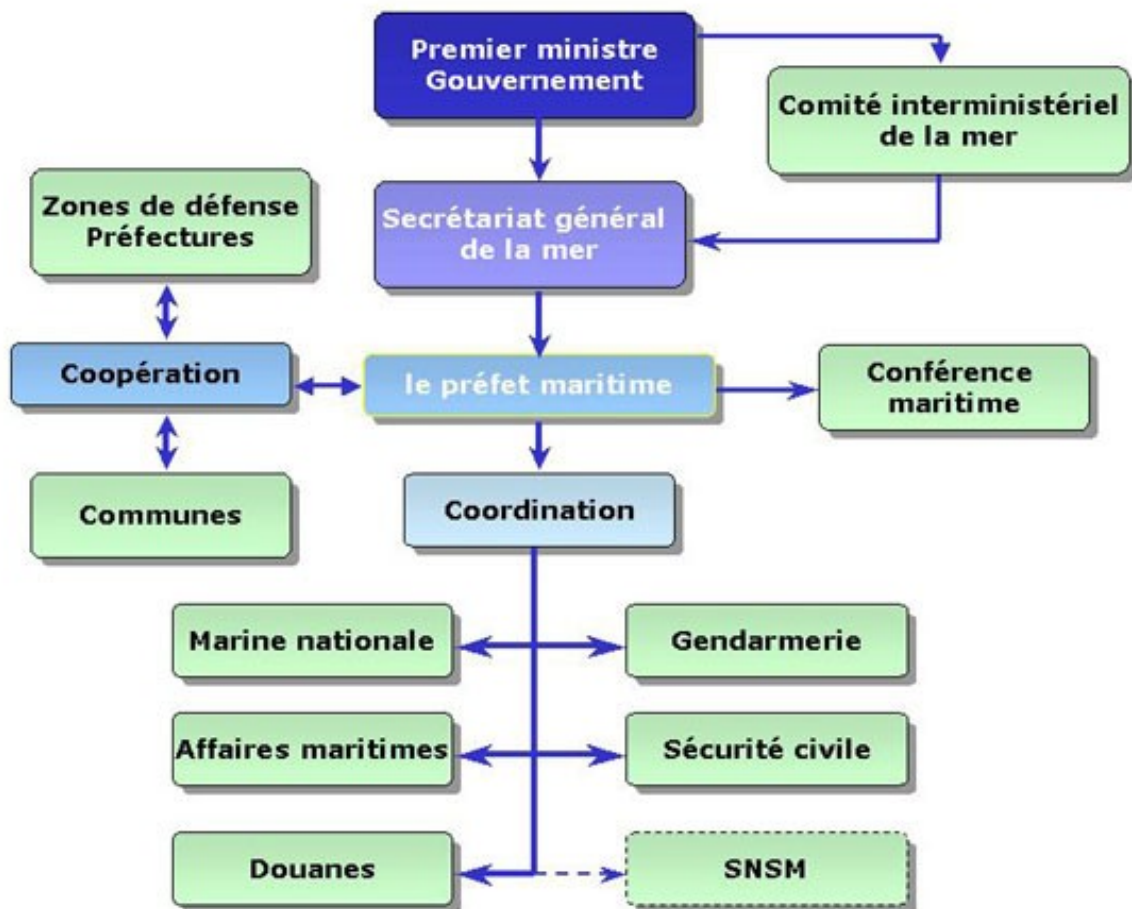 Premier ministre
Gouvernement
Comité interministériel
de la mer
Zones de défense
Préfectures
Secrétariat général
de la mer
Coopération
le préfet maritime
Conférence
maritime
Communes
Coordination
Marine nationale
Gendarmerie
Affaires maritimes
Sécurité civile
Douanes
SNSM